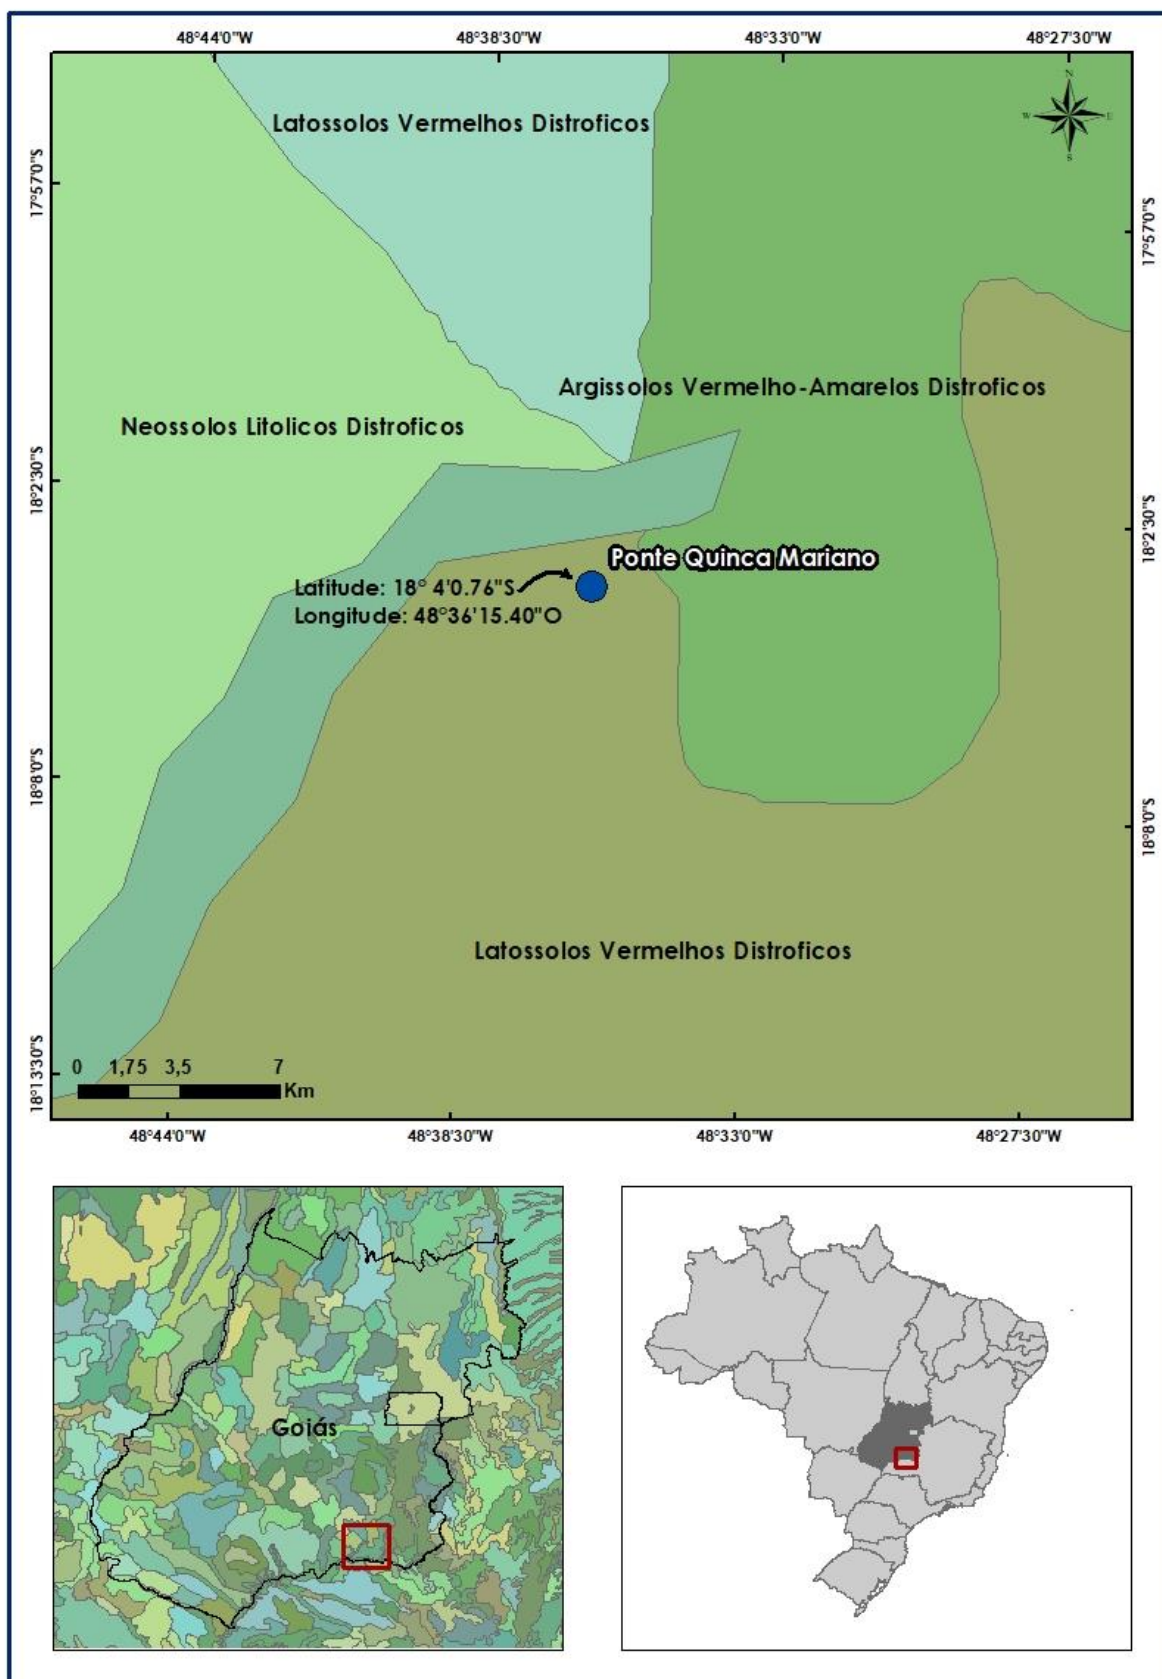 48°44'0"W 48°38'30"W 48°33'0"W 48°27'30"W
N
W E
S
Latossolos Vermelhos Distroficos
17°57'0"S
17°57'0"S
Argissolos Vermelho-Amarelos Distroficos
Neossolos Litolicos Distroficos
18°2'30"S
18°2'30"S
Ponte Quinca Mariano
Latitude: 18° 4'0.76"S
Longitude: 48°36'15.40"O
18°8'0"S
18°8'0"S
Latossolos Vermelhos Distroficos
18°13'30"S
0 1,75 3,5 7
Km
48°44'0"W 48°38'30"W 48°33'0"W 48°27'30"W
Goiás